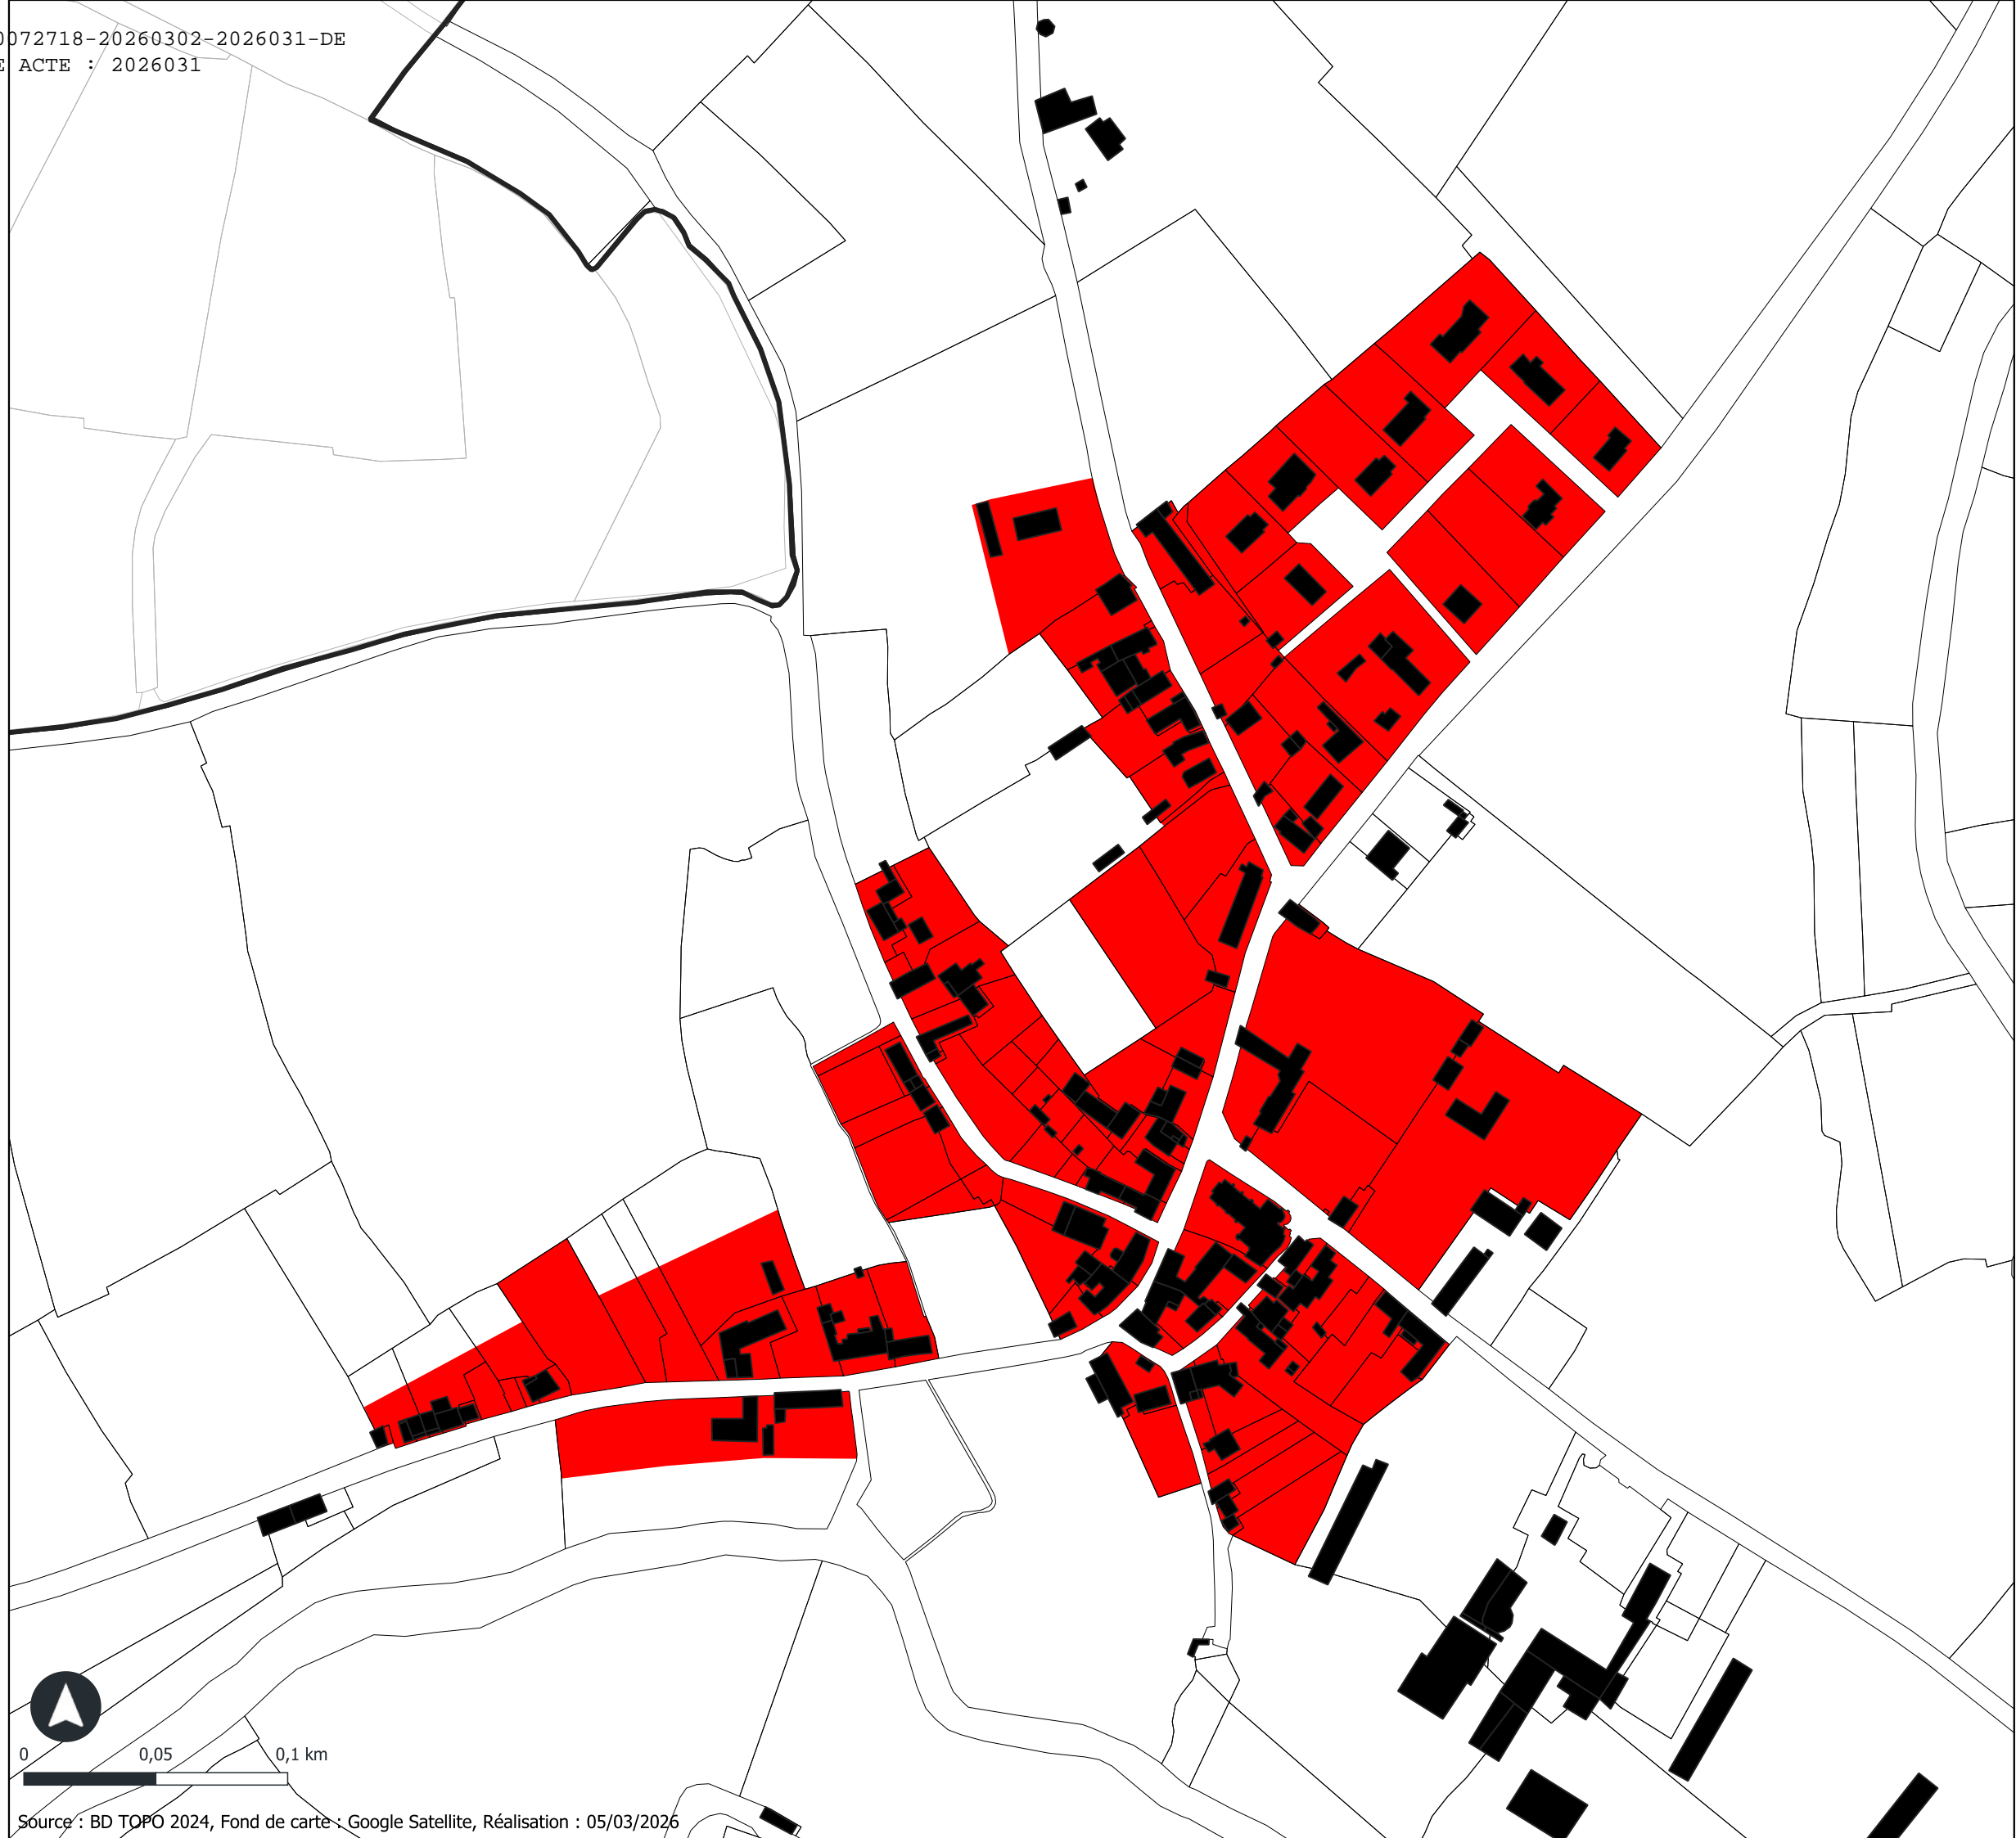 0072718-20260302-2026031-DE
E ACTE : 2026031
0 0,05 0,1 km
Source : BD TOPO 2024, Fond de carte : Google Satellite, Réalisation : 05/03/2026